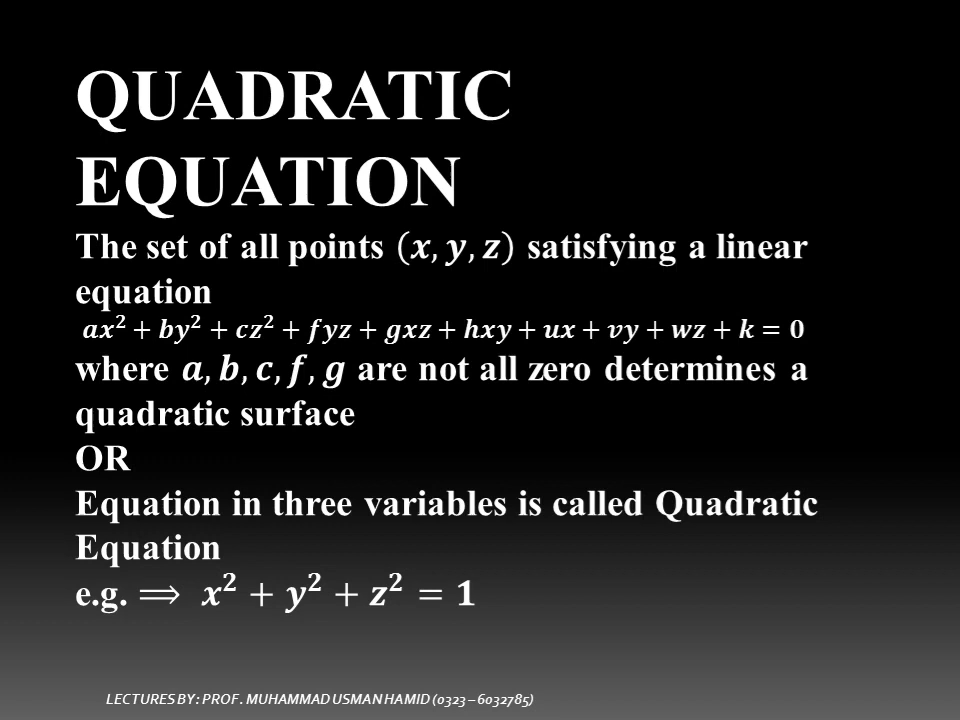 QUADRATIC
EQUATION
The set of all points (𝒙, 𝒚, 𝒛) satisfying a linear
equation
𝒂𝒙² + 𝒃𝒚² + 𝒄𝒛² + 𝒇𝒚𝒛 + 𝒈𝒙𝒛 + 𝒉𝒙𝒚 + 𝒖𝒙 + 𝒗𝒚 + 𝒘𝒛 + 𝒌 = 𝟎
where 𝒂, 𝒃, 𝒄, 𝒇, 𝒈 are not all zero determines a
quadratic surface
OR
Equation in three variables is called Quadratic
Equation
e.g. ⟹ 𝒙² + 𝒚² + 𝒛² = 𝟏
LECTURES BY: PROF. MUHAMMAD USMAN HAMID (0323 – 6032785)